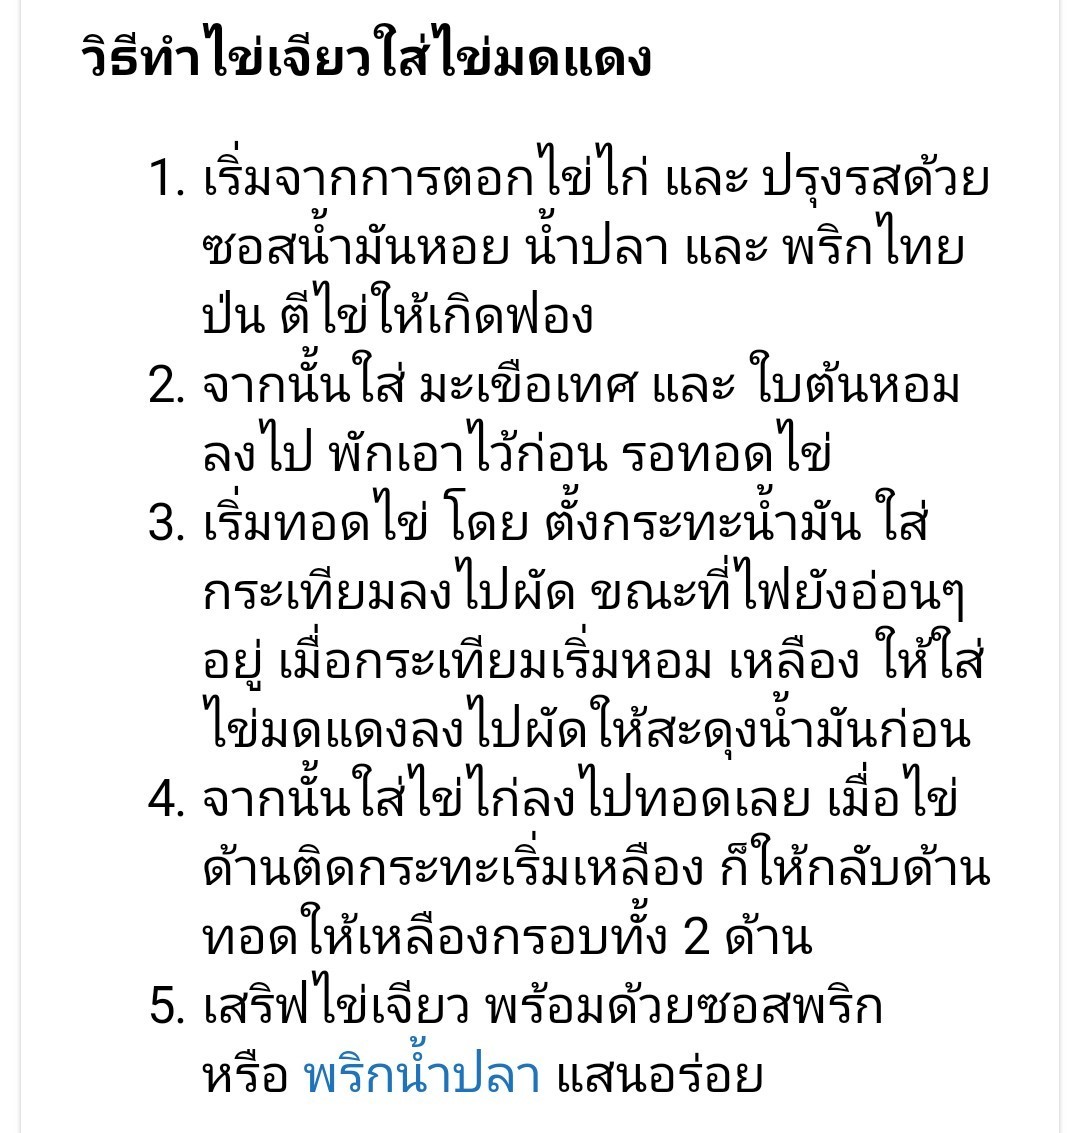 วิธีทำไข่เจียวใส่ไข่มดแดง
1. เริ่มจากการตอกไข่ไก่ และ ปรุงรสด้วย
ซอสน้ำมันหอย น้ำปลา และ พริกไทย
ป่น ตีไข่ให้เกิดฟอง
2. จากนั้นใส่ มะเขือเทศ และ ใบต้นหอม
ลงไป พักเอาไว้ก่อน รอทอดไข่
3. เริ่มทอดไข่ โดย ตั้งกระทะน้ำมัน ใส่
กระเทียมลงไปผัด ขณะที่ไฟยังอ่อนๆ
อยู่ เมื่อกระเทียมเริ่มหอม เหลือง ให้ใส่
ไข่มดแดงลงไปผัดให้สะดุงน้ำมันก่อน
4. จากนั้นใส่ไข่ไก่ลงไปทอดเลย เมื่อไข่
ด้านติดกระทะเริ่มเหลือง ก็ให้กลับด้าน
ทอดให้เหลืองกรอบทั้ง 2 ด้าน
5. เสริฟไข่เจียว พร้อมด้วยซอสพริก
หรือ พริกน้ำปลา แสนอร่อย